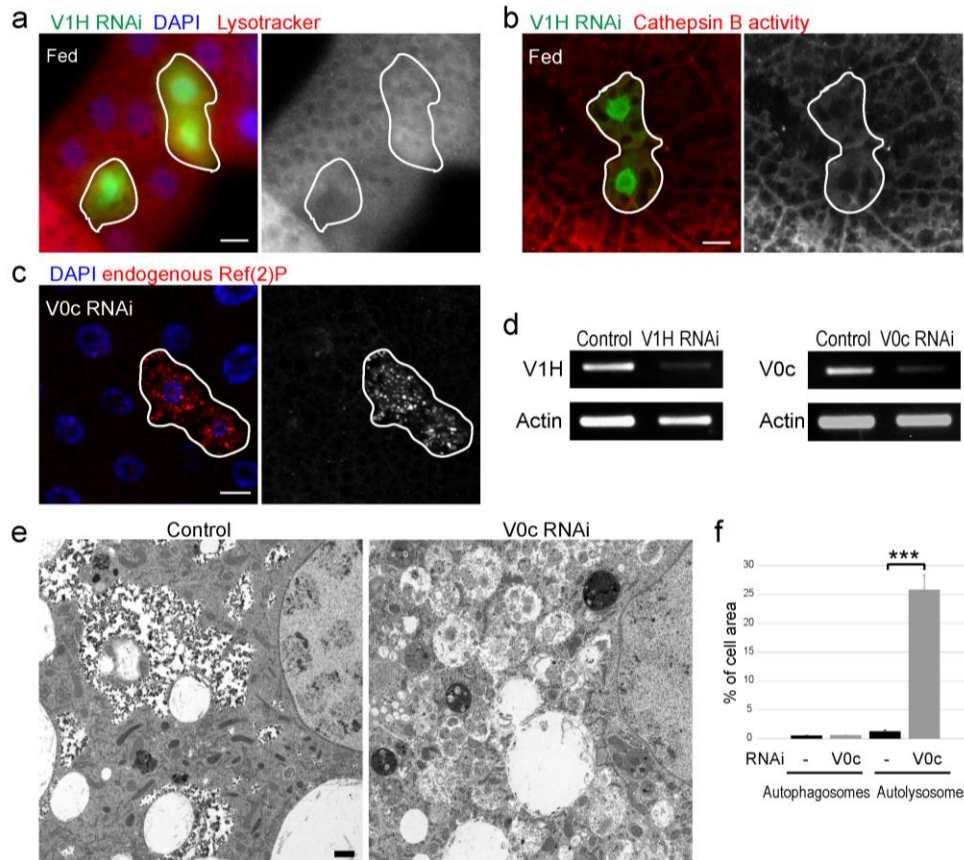 a
V1H RNAi DAPI Lysotracker
Fed
b
V1H RNAi Cathepsin B activity
Fed
c
DAPI endogenous Ref(2)P
V0c RNAi
d
Control V1H RNAi
V1H
Actin
Control V0c RNAi
V0c
Actin
e
Control
V0c RNAi
f
***
% of cell area
30
25
20
15
10
5
0
RNAi - V0c - V0c
Autophagosomes Autolysosomes